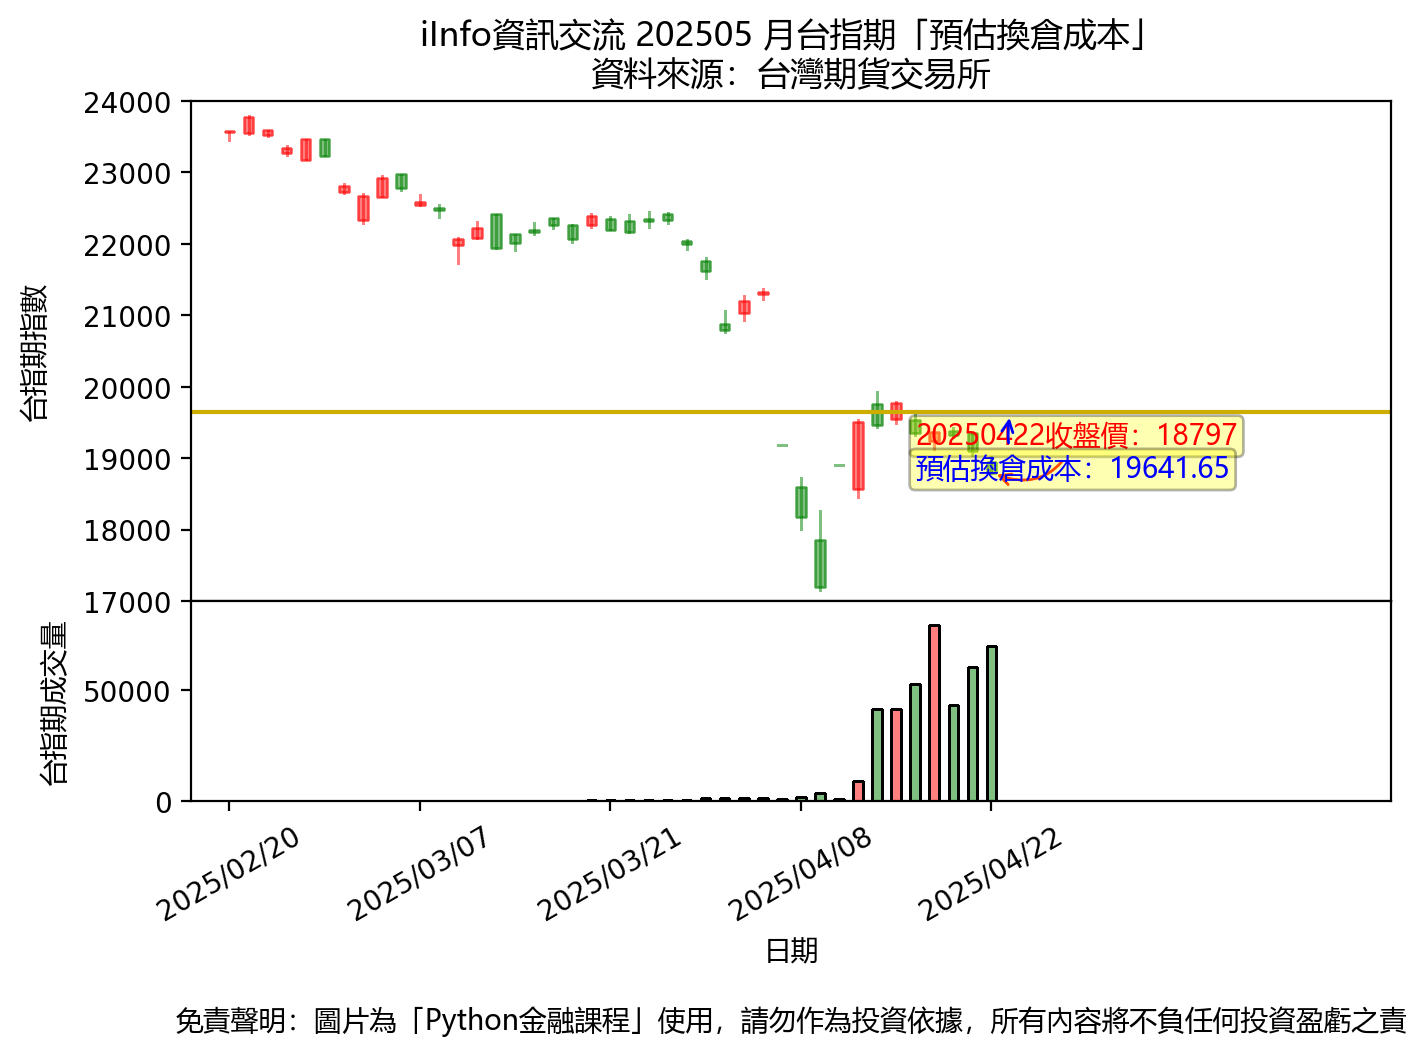 iInfo資訊交流 202505 月台指期「預估換倉成本」
資料來源：台灣期貨交易所
台指期指數
24000
23000
22000
21000
20000
19000
18000
17000
20250422收盤價：18797
預估換倉成本：19641.65
台指期成交量
50000
0
2025/02/20
2025/03/07
2025/03/21
2025/04/08
2025/04/22
日期
免責聲明：圖片為「Python金融課程」使用，請勿作為投資依據，所有內容將不負任何投資盈虧之責